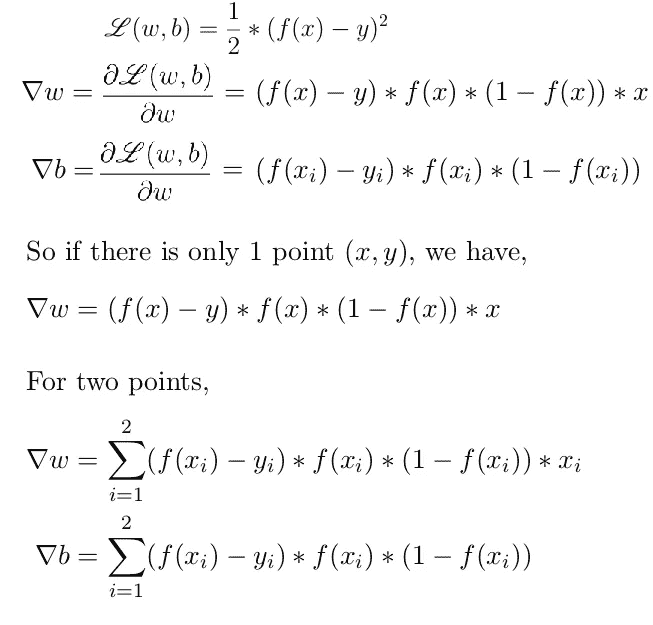 ℒ(w, b) = 1/2 ∗ (f(x) − y)²
∇w = ∂ℒ(w, b)/∂w = (f(x) − y) ∗ f(x) ∗ (1 − f(x)) ∗ x
∇b = ∂ℒ(w, b)/∂w = (f(xᵢ) − yᵢ) ∗ f(xᵢ) ∗ (1 − f(xᵢ))
So if there is only 1 point (x, y), we have,
∇w = (f(x) − y) ∗ f(x) ∗ (1 − f(x)) ∗ x
For two points,
∇w = ∑_{i=1}^{2} (f(xᵢ) − yᵢ) ∗ f(xᵢ) ∗ (1 − f(xᵢ)) ∗ xᵢ
∇b = ∑_{i=1}^{2} (f(xᵢ) − yᵢ) ∗ f(xᵢ) ∗ (1 − f(xᵢ))